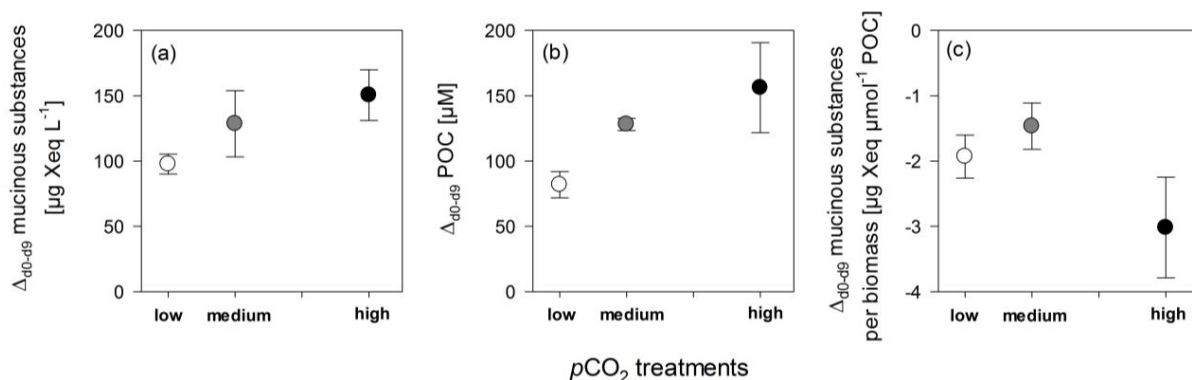 (a)
Δd0-d9 mucinous substances
[µg Xeq L⁻¹]
200
150
100
50
0
low medium high
(b)
Δd0-d9 POC [µM]
200
150
100
50
0
low medium high
(c)
Δd0-d9 mucinous substances
per biomass [µg Xeq µmol⁻¹ POC]
0
-1
-2
-3
-4
low medium high
pCO₂ treatments